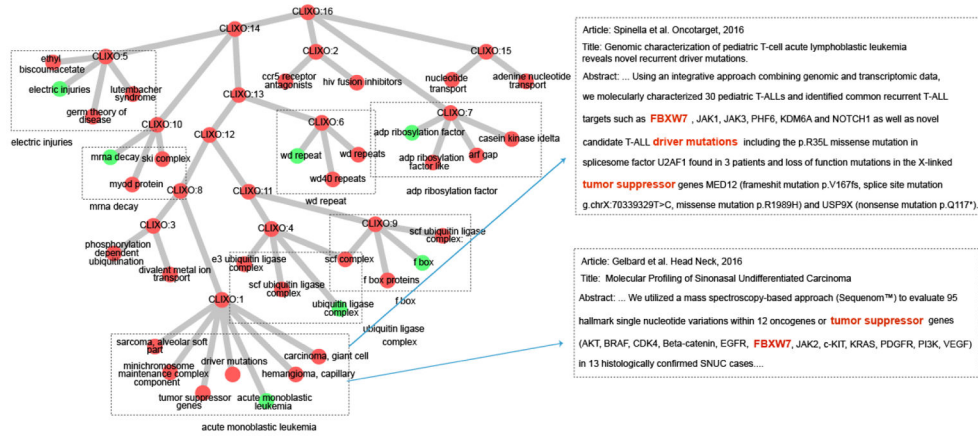 CLIXO:16
CLIXO:14
CLIXO:5
CLIXO:2
CLIXO:15
ethyl
biscoumacetate
electric injuries
lutembacher
syndrome
germ theory of
disease
electric injuries
ccr5 receptor
antagonists
hiv fusion inhibitors
nucleotide
transport
adenine nucleotide
transport
CLIXO:13
CLIXO:10
CLIXO:12
CLIXO:6
CLIXO:7
mrna decay
ski complex
myod protein
mrna decay
wd repeat
wd repeats
wd40 repeats
wd repeat
adp ribosylation factor
casein kinase idelta
adp ribosylation
factor like
arf gap
adp ribosylation factor
CLIXO:8
CLIXO:11
CLIXO:3
CLIXO:4
CLIXO:9
phosphorylation
dependent
ubiquitination
divalent metal ion
transport
e3 ubiquitin ligase
complex
scf ubiquitin ligase
complex
scf complex
scf ubiquitin ligase
complex:
f box
f box proteins
f box
ubiquitin ligase
complex
ubiquitin ligase
complex
CLIXO:1
sarcoma, alveolar soft
part
minichromosome
maintenance complex
component
driver mutations
carcinoma, giant cell
hemangioma, capillary
tumor suppressor
genes
acute monoblastic
leukemia
acute monoblastic leukemia
Article: Spinella et al. Oncotarget, 2016
Title: Genomic characterization of pediatric T-cell acute lymphoblastic leukemia
reveals novel recurrent driver mutations.
Abstract: ... Using an integrative approach combining genomic and transcriptomic data,
we molecularly characterized 30 pediatric T-ALLs and identified common recurrent T-ALL
targets such as FBXW7 , JAK1, JAK3, PHF6, KDM6A and NOTCH1 as well as novel
candidate T-ALL driver mutations including the p.R35L missense mutation in
splicesome factor U2AF1 found in 3 patients and loss of function mutations in the X-linked
tumor suppressor genes MED12 (frameshit mutation p.V167fs, splice site mutation
g.chrX:70339329T>C, missense mutation p.R1989H) and USP9X (nonsense mutation p.Q117*).
Article: Gelbard et al. Head Neck, 2016
Title: Molecular Profiling of Sinonasal Undifferentiated Carcinoma
Abstract: ... We utilized a mass spectroscopy-based approach (Sequenom™) to evaluate 95
hallmark single nucleotide variations within 12 oncogenes or tumor suppressor genes
(AKT, BRAF, CDK4, Beta-catenin, EGFR, FBXW7, JAK2, c-KIT, KRAS, PDGFR, PI3K, VEGF)
in 13 histologically confirmed SNUC cases....